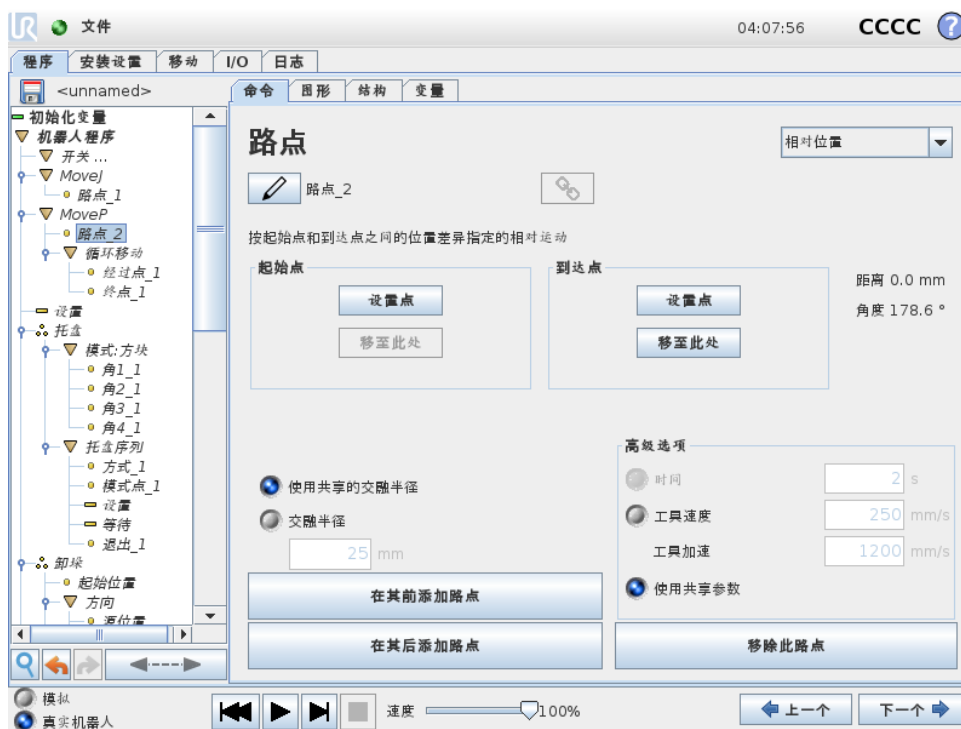 UR 文件 04:07:56 CCCC ?
程序 安装设置 移动 I/O 日志
<unnamed>
命令 图形 结构 变量
初始化变量
机器人程序
开关 ...
MoveJ
路点_1
MoveP
路点_2
循环移动
经过点_1
终点_1
设置
托盘
模式:方块
角1_1
角2_1
角3_1
角4_1
托盘序列
方式_1
模式点_1
设置
等待
退出_1
卸垛
起始位置
方向
源位置
路点
相对位置
路点_2
按起始点和到达点之间的位置差异指定的相对运动
起始点
设置点
移至此处
到达点
设置点
移至此处
距离 0.0 mm
角度 178.6 °
使用共享的交融半径
交融半径
25 mm
高级选项
时间 2 s
工具速度 250 mm/s
工具加速 1200 mm/s
使用共享参数
在其前添加路点
在其后添加路点
移除此路点
模拟
真实机器人
速度 100%
上一个
下一个